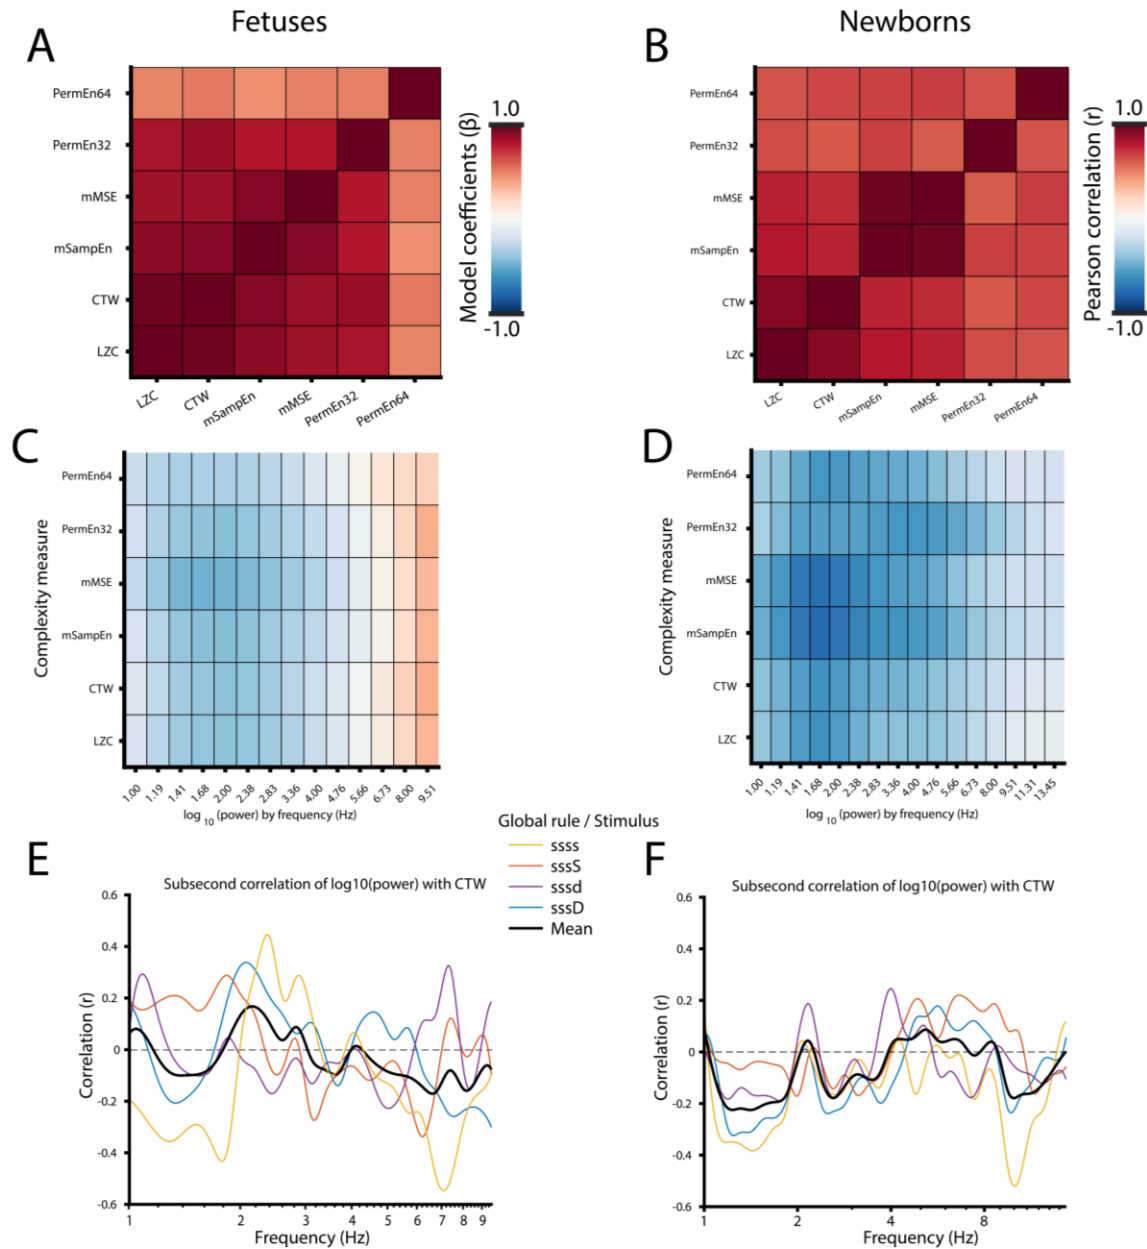 Fetuses
Newborns
A
PermEn64
PermEn32
mMSE
mSampEn
CTW
LZC
LZC
CTW
mSampEn
mMSE
PermEn32
PermEn64
1.0
Model coefficients (β)
-1.0
B
PermEn64
PermEn32
mMSE
mSampEn
CTW
LZC
LZC
CTW
mSampEn
mMSE
PermEn32
PermEn64
1.0
Pearson correlation (r)
-1.0
C
Complexity measure
PermEn64
PermEn32
mMSE
mSampEn
CTW
LZC
1.00 1.19 1.41 1.68 2.00 2.38 2.83 3.36 4.00 4.76 5.66 6.73 8.00 9.51
log 10 (power) by frequency (Hz)
D
Complexity measure
PermEn64
PermEn32
mMSE
mSampEn
CTW
LZC
1.00 1.19 1.41 1.68 2.00 2.38 2.83 3.36 4.00 4.76 5.66 6.73 8.00 9.51 11.31 13.45
log 10 (power) by frequency (Hz)
Global rule / Stimulus
ssss
sssS
sssd
sssD
Mean
E
Subsecond correlation of log10(power) with CTW
Correlation (r)
0.6
0.4
0.2
0
-0.2
-0.4
-0.6
1 2 3 4 5 6 7 8 9
Frequency (Hz)
F
Subsecond correlation of log10(power) with CTW
Correlation (r)
0.6
0.4
0.2
0
-0.2
-0.4
-0.6
1 2 4 8
Frequency (Hz)